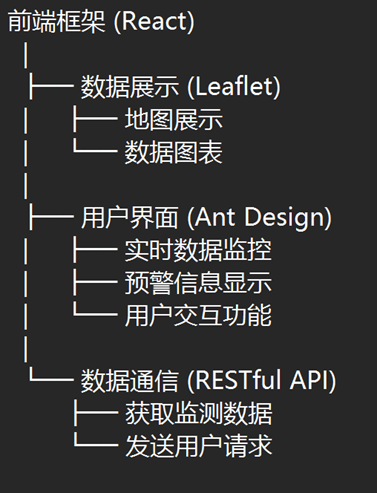 前端框架 (React)
│
├── 数据展示 (Leaflet)
│   ├── 地图展示
│   └── 数据图表
│
├── 用户界面 (Ant Design)
│   ├── 实时数据监控
│   ├── 预警信息显示
│   └── 用户交互功能
│
└── 数据通信 (RESTful API)
    ├── 获取监测数据
    └── 发送用户请求